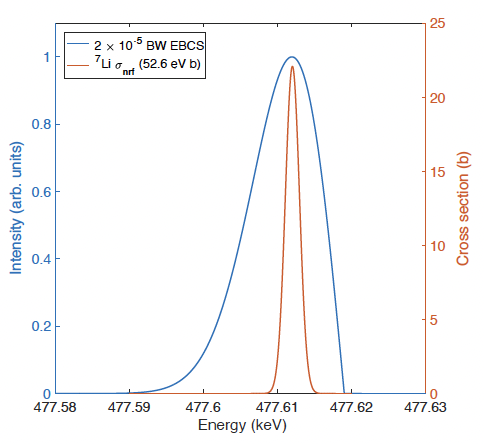 2 × 10⁻⁵ BW EBCS
⁷Li σnrf (52.6 eV b)
25
20
15
10
5
0
1
0.8
0.6
0.4
0.2
0
477.58 477.59 477.6 477.61 477.62 477.63
Energy (keV)
Intensity (arb. units)
Cross section (b)